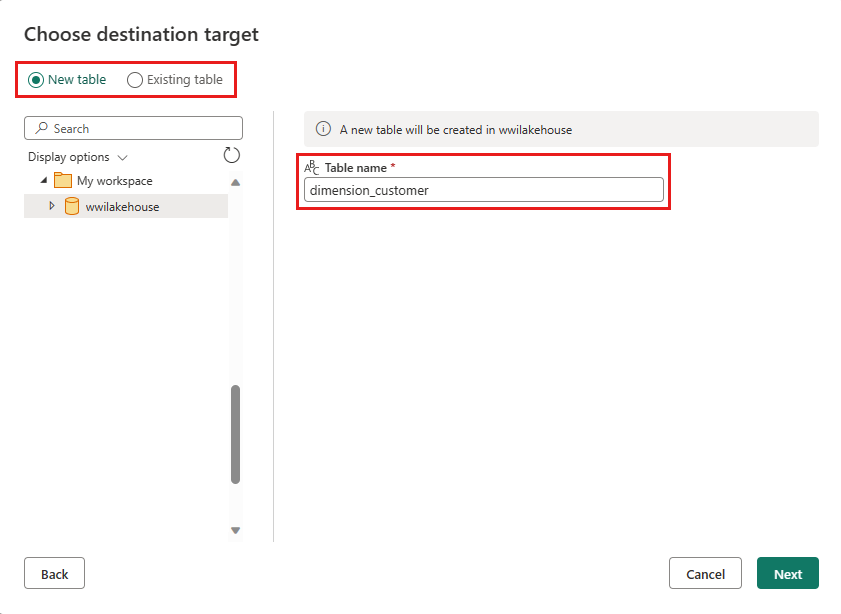 Choose destination target
New table Existing table
Search
Display options
My workspace
wwilakehouse
A new table will be created in wwilakehouse
ABC Table name *
dimension_customer
Back
Cancel
Next